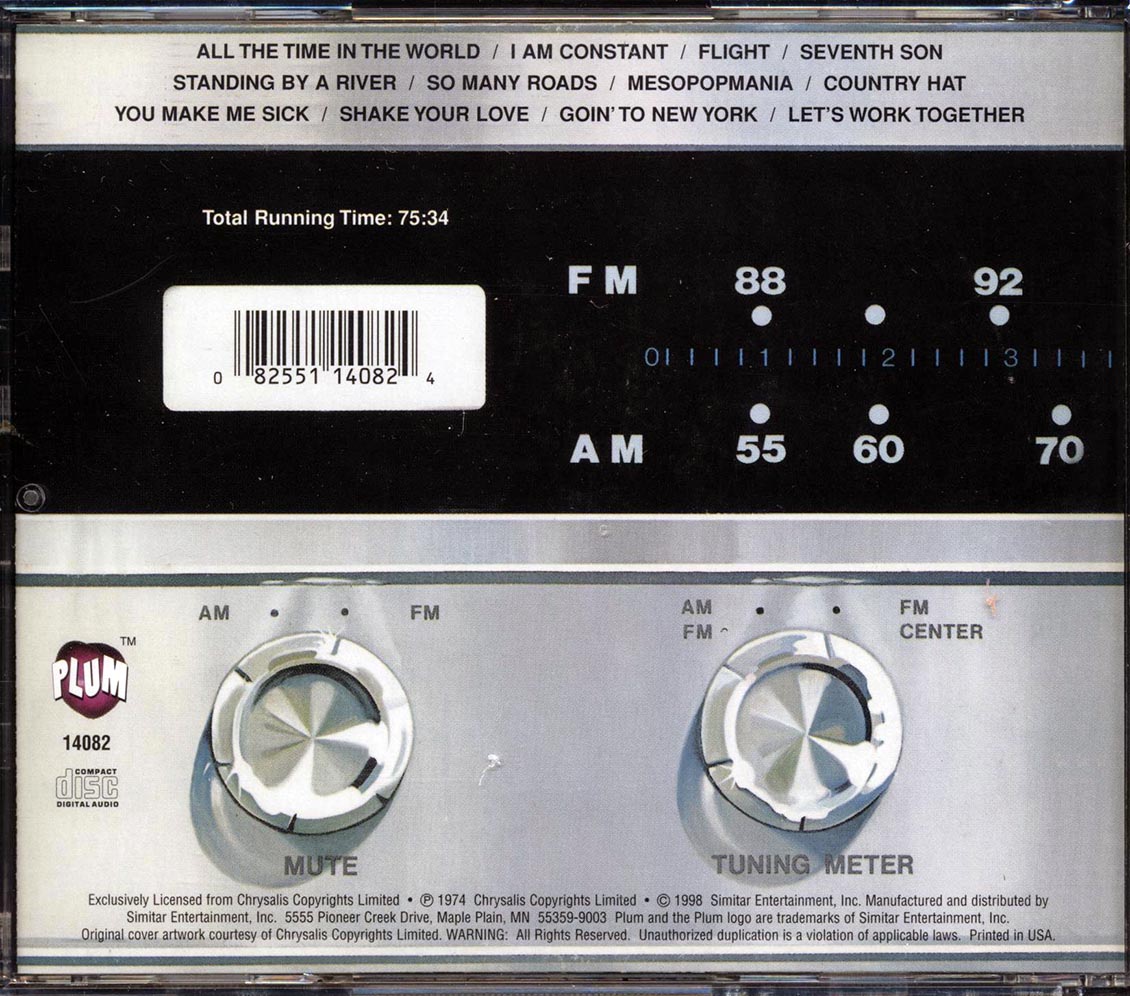 ALL THE TIME IN THE WORLD / I AM CONSTANT / FLIGHT / SEVENTH SON
STANDING BY A RIVER / SO MANY ROADS / MESOPOPMANIA / COUNTRY HAT
YOU MAKE ME SICK / SHAKE YOUR LOVE / GOIN' TO NEW YORK / LET'S WORK TOGETHER
Total Running Time: 75:34
0 82551 14082 4
FM 88 92
0 1 2 3
AM 55 60 70
AM FM
AM FM
FM CENTER
PLUM TM
14082
COMPACT
disc
DIGITAL AUDIO
MUTE TUNING METER
Exclusively Licensed from Chrysalis Copyrights Limited • ℗ 1974 Chrysalis Copyrights Limited • © 1998 Simitar Entertainment, Inc. Manufactured and distributed by
Simitar Entertainment, Inc. 5555 Pioneer Creek Drive, Maple Plain, MN 55359-9003 Plum and the Plum logo are trademarks of Simitar Entertainment, Inc.
Original cover artwork courtesy of Chrysalis Copyrights Limited. WARNING: All Rights Reserved. Unauthorized duplication is a violation of applicable laws. Printed in USA.